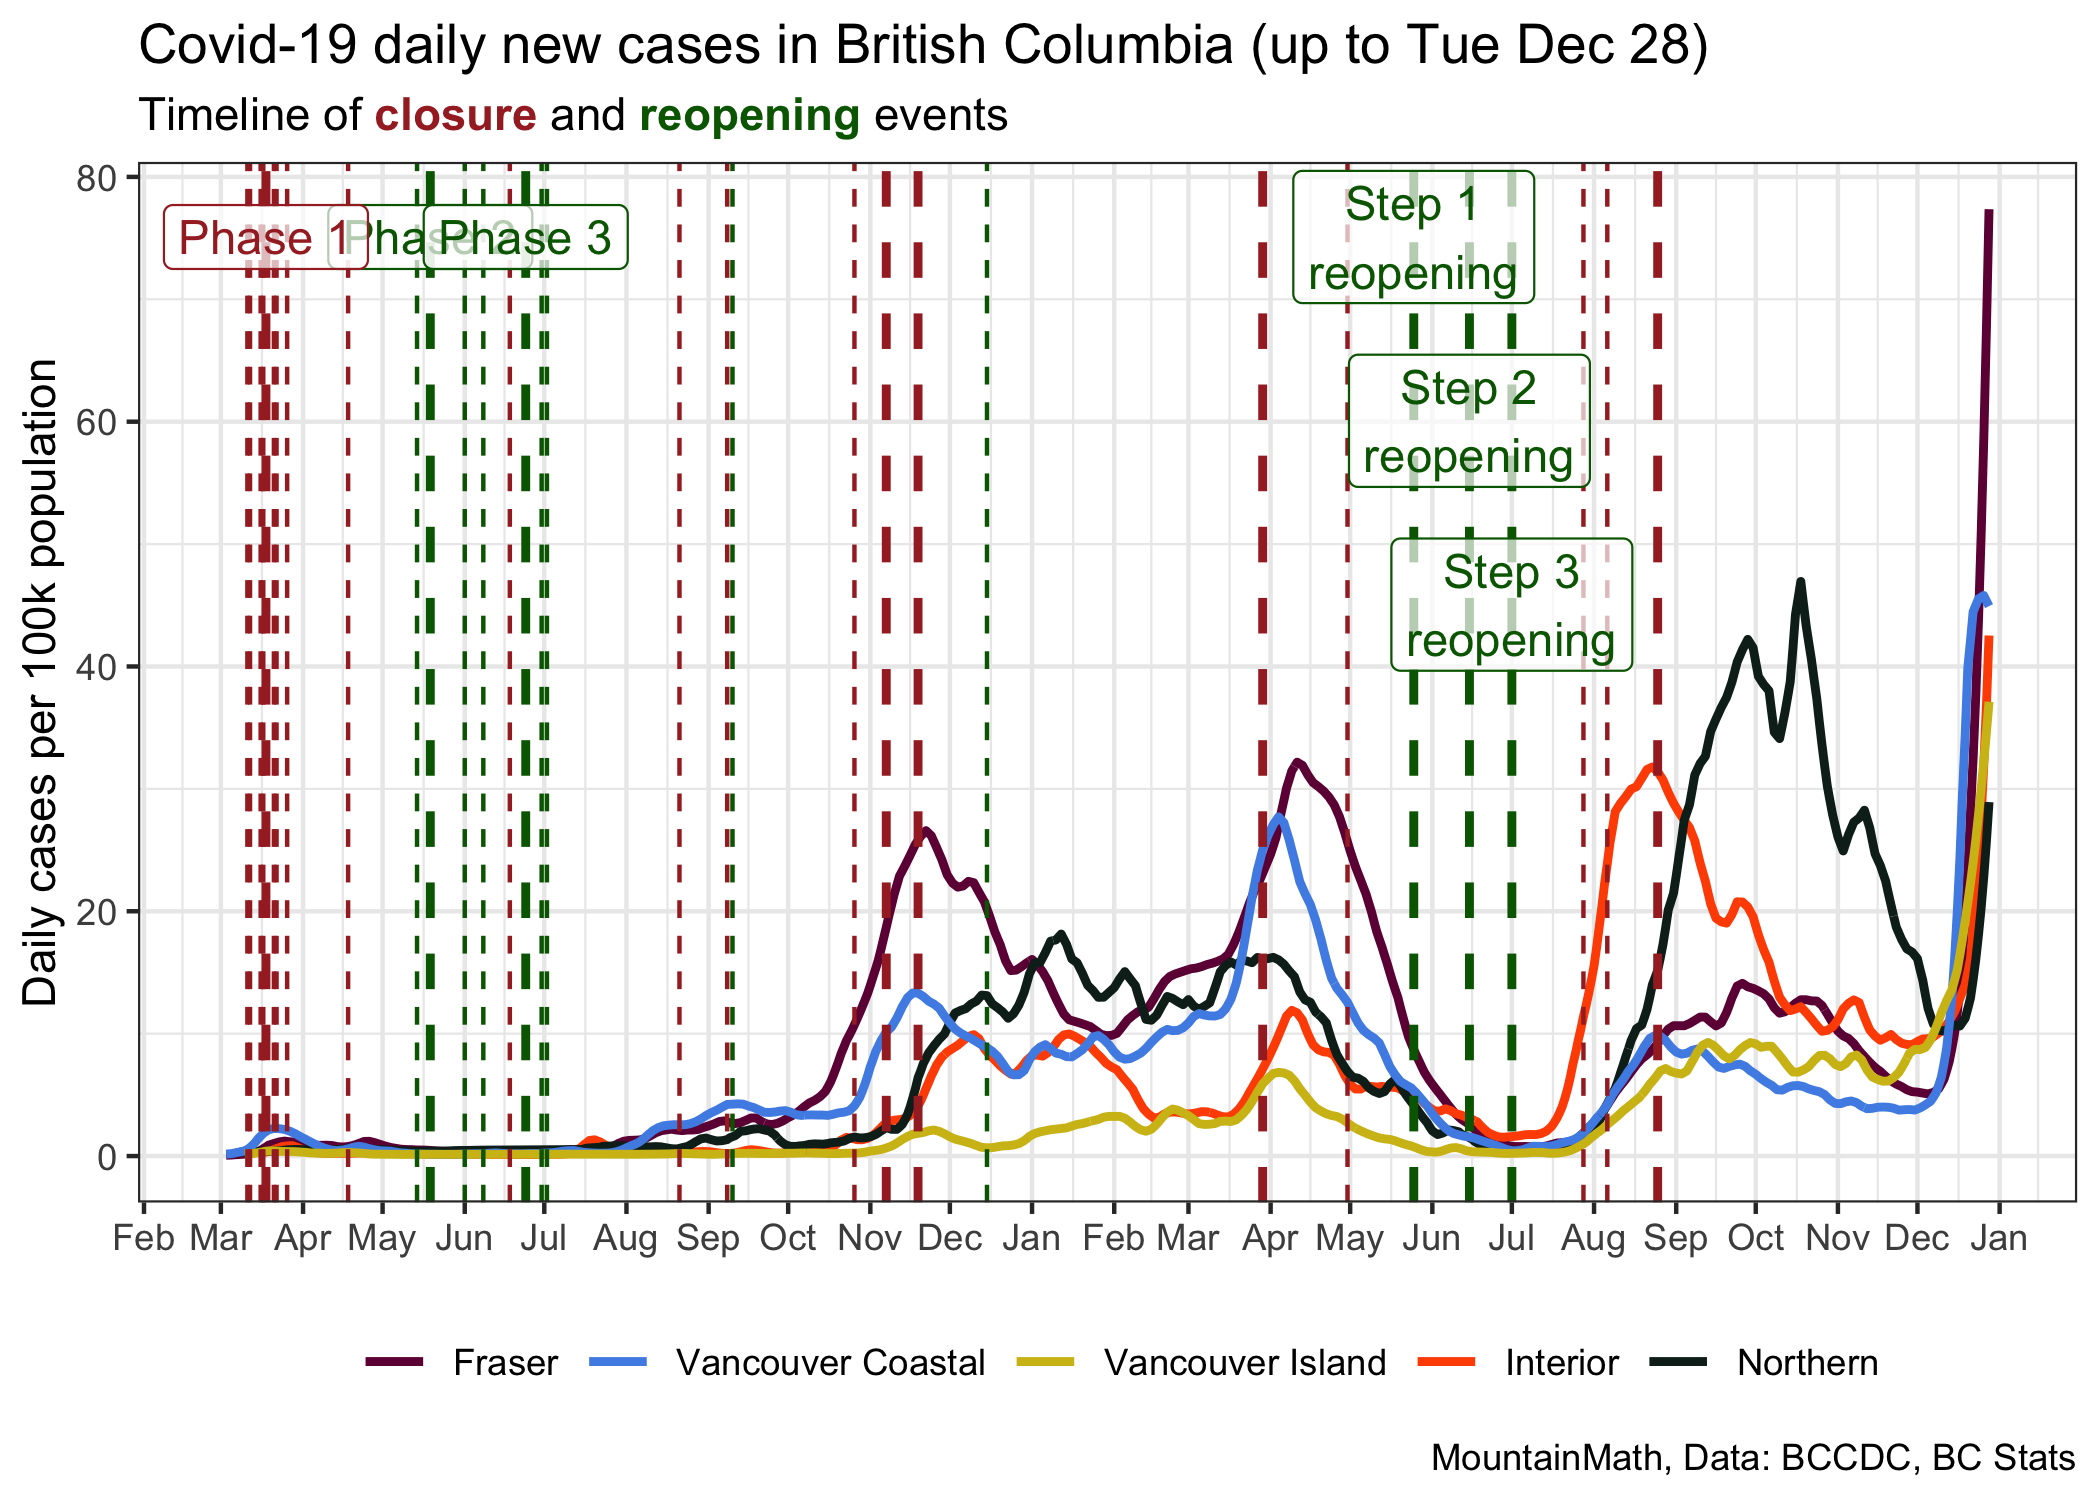 Covid-19 daily new cases in British Columbia (up to Tue Dec 28)
Timeline of closure and reopening events
Daily cases per 100k population
80
60
40
20
0
Phase 1
Phase 2
Phase 3
Step 1
reopening
Step 2
reopening
Step 3
reopening
Feb Mar Apr May Jun Jul Aug Sep Oct Nov Dec Jan Feb Mar Apr May Jun Jul Aug Sep Oct Nov Dec Jan
Fraser Vancouver Coastal Vancouver Island Interior Northern
MountainMath, Data: BCCDC, BC Stats